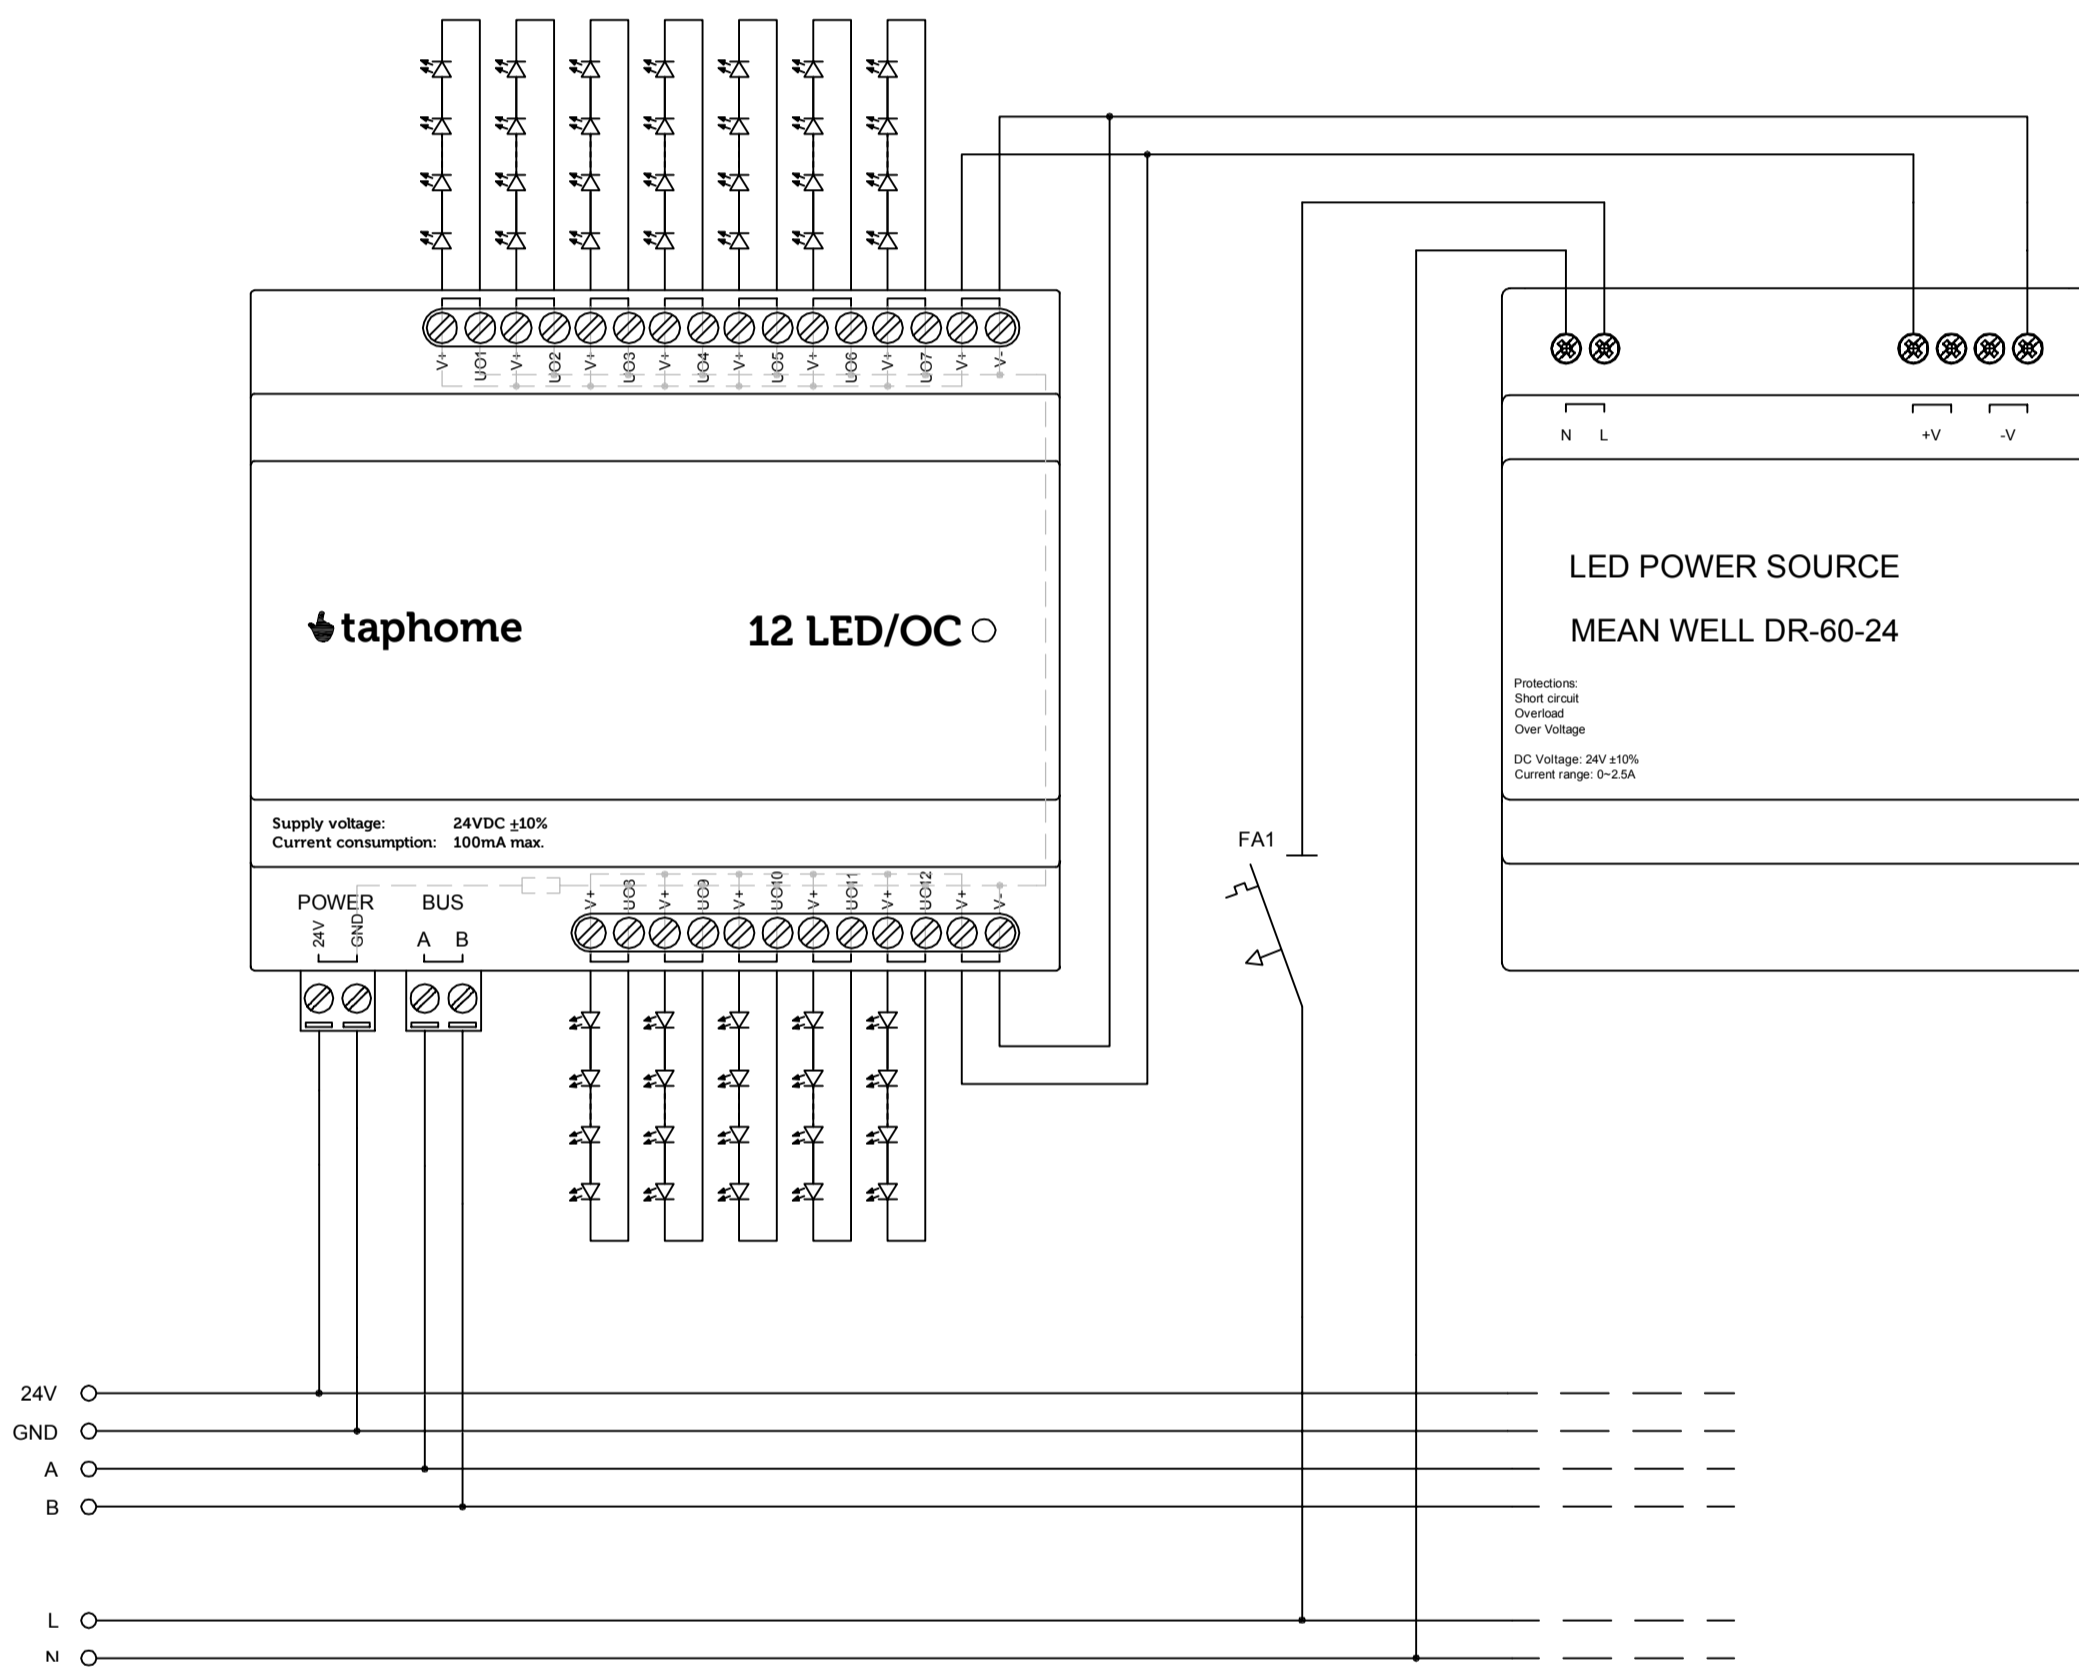 V+ UO1 V+ UO2 V+ UO3 V+ UO4 V+ UO5 V+ UO6 V+ UO7 V+ V-
N L +V -V
LED POWER SOURCE
taphome 12 LED/OC
MEAN WELL DR-60-24
Protections:
Short circuit
Overload
Over Voltage
DC Voltage: 24V ±10%
Current range: 0~2.5A
Supply voltage: 24VDC ±10%
Current consumption: 100mA max.
FA1
POWER BUS
24V GND A B
V+ UO8 V+ UO9 V+ UO10 V+ UO11 V+ UO12 V+ V-
24V
GND
A
B
L
N